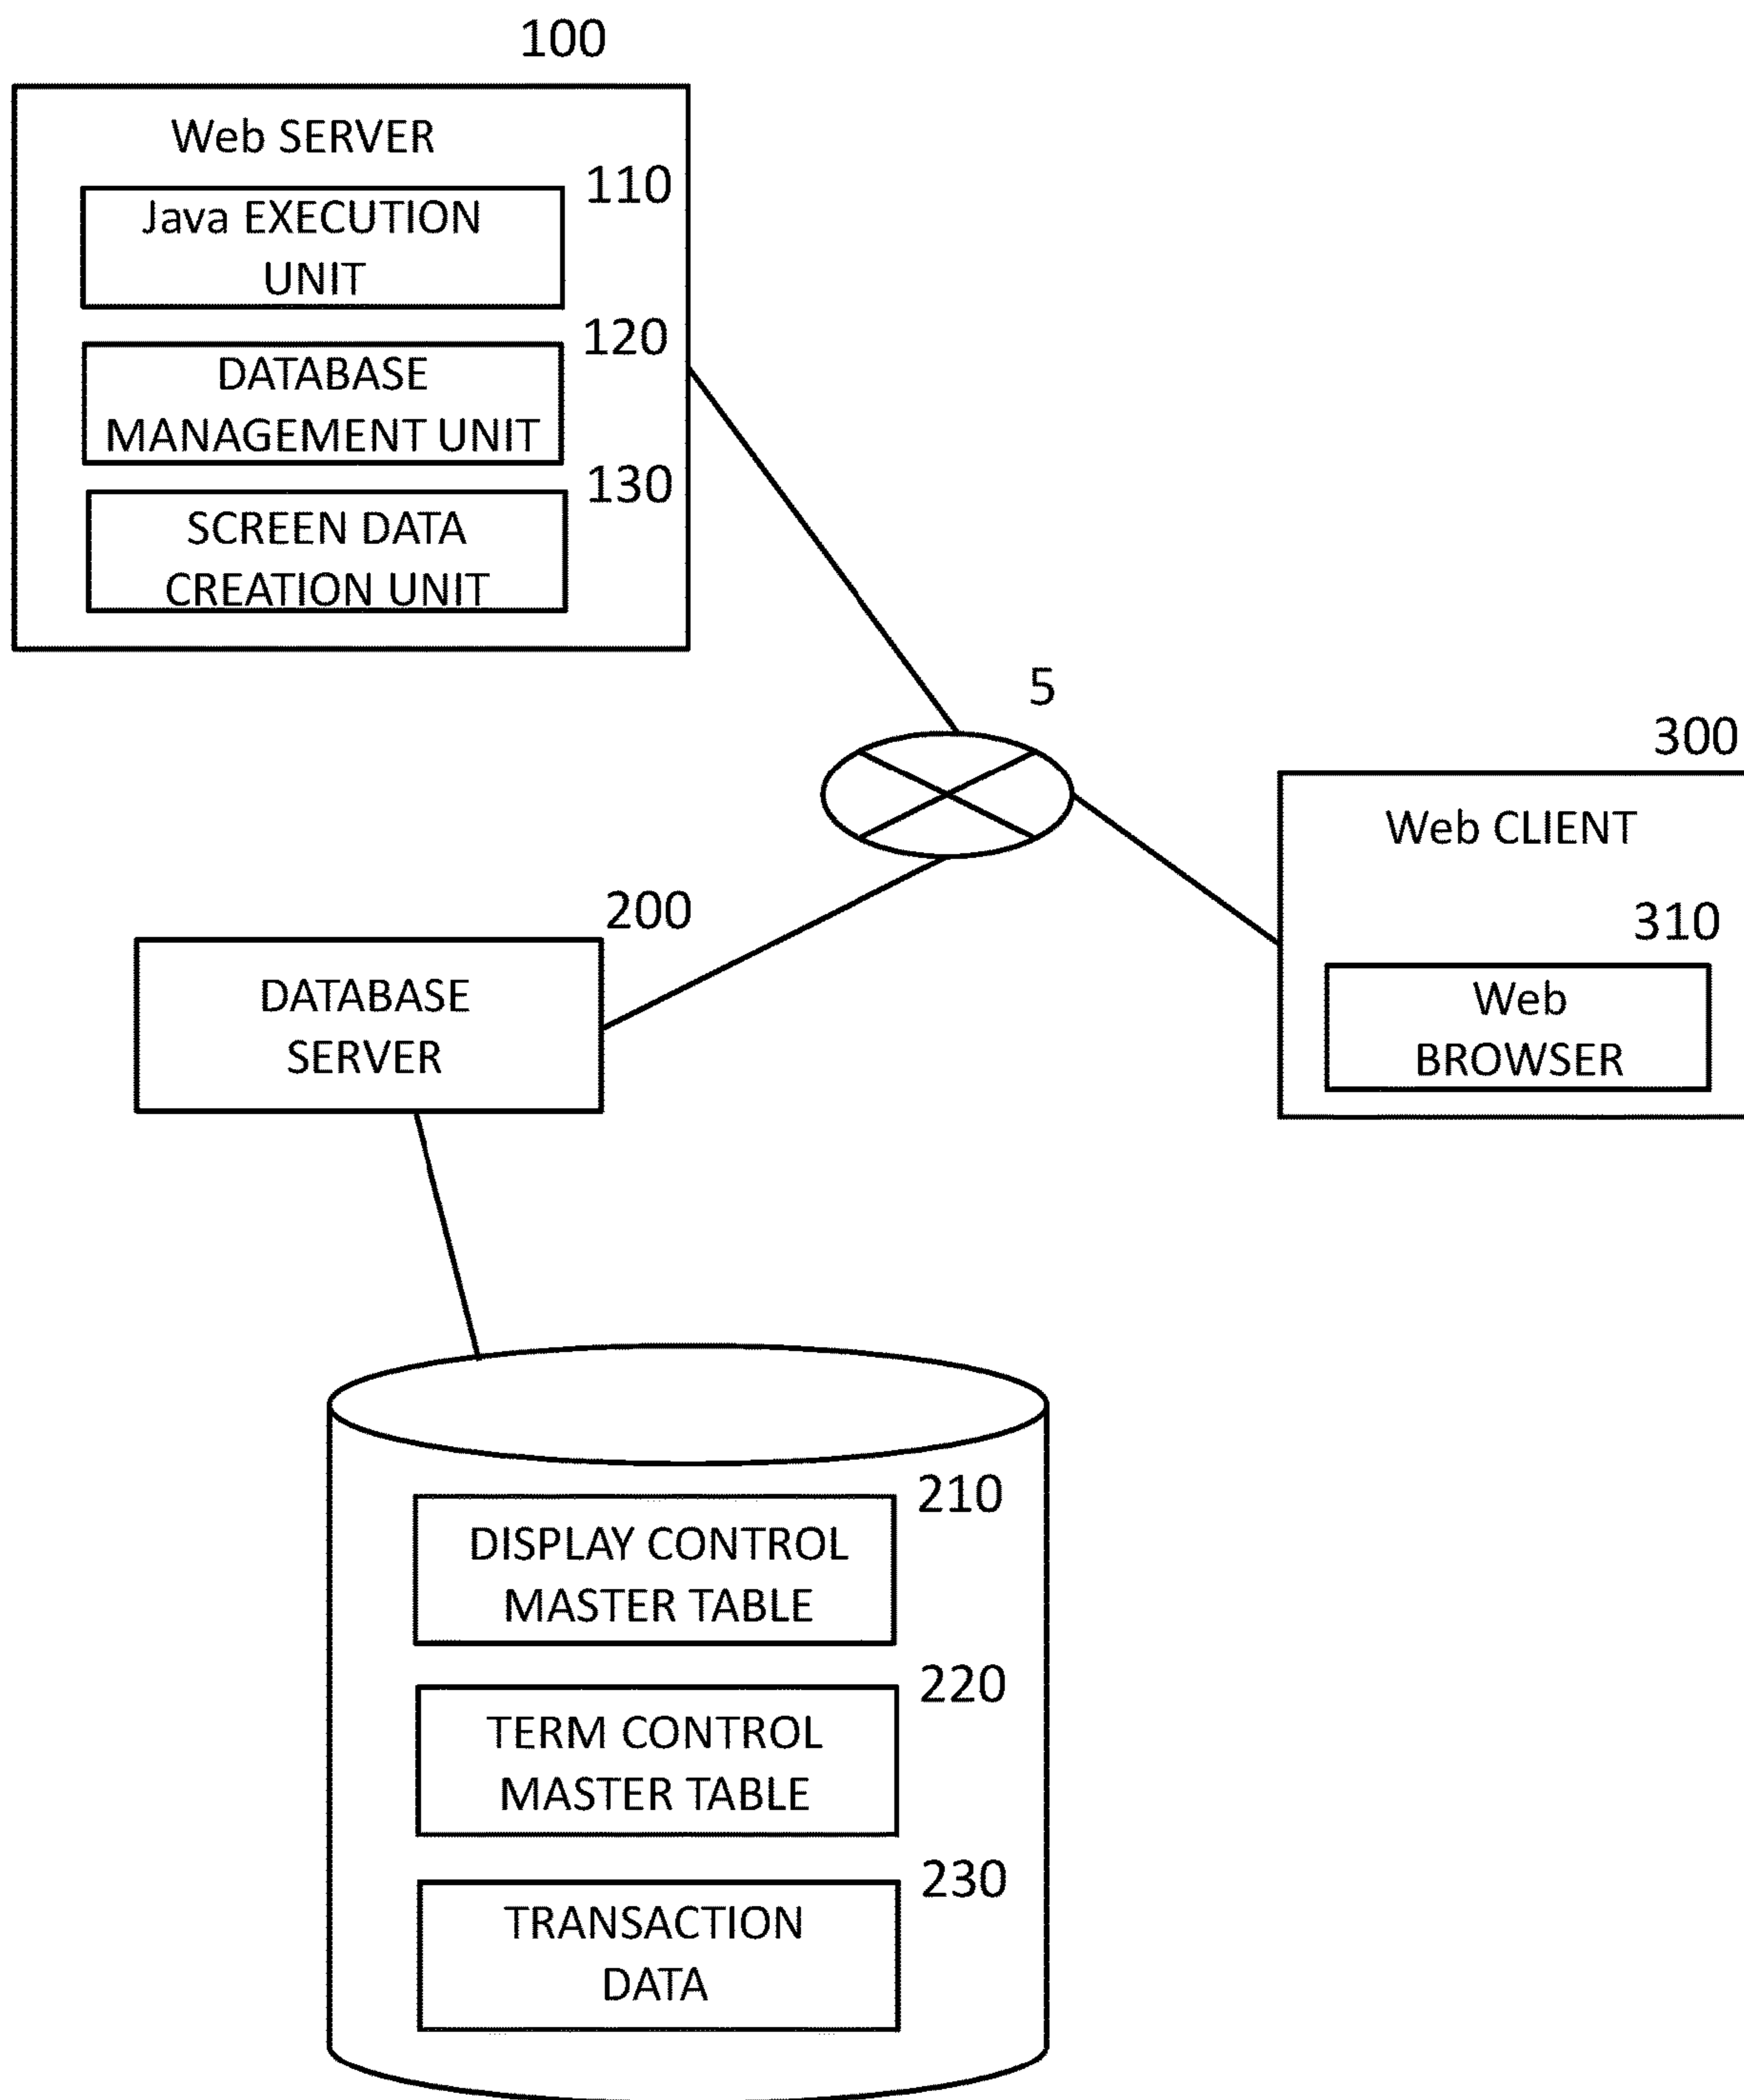 100
Web SERVER
110
Java EXECUTION
UNIT
120
DATABASE
MANAGEMENT UNIT
130
SCREEN DATA
CREATION UNIT
5
300
Web CLIENT
310
Web
BROWSER
200
DATABASE
SERVER
210
DISPLAY CONTROL
MASTER TABLE
220
TERM CONTROL
MASTER TABLE
230
TRANSACTION
DATA